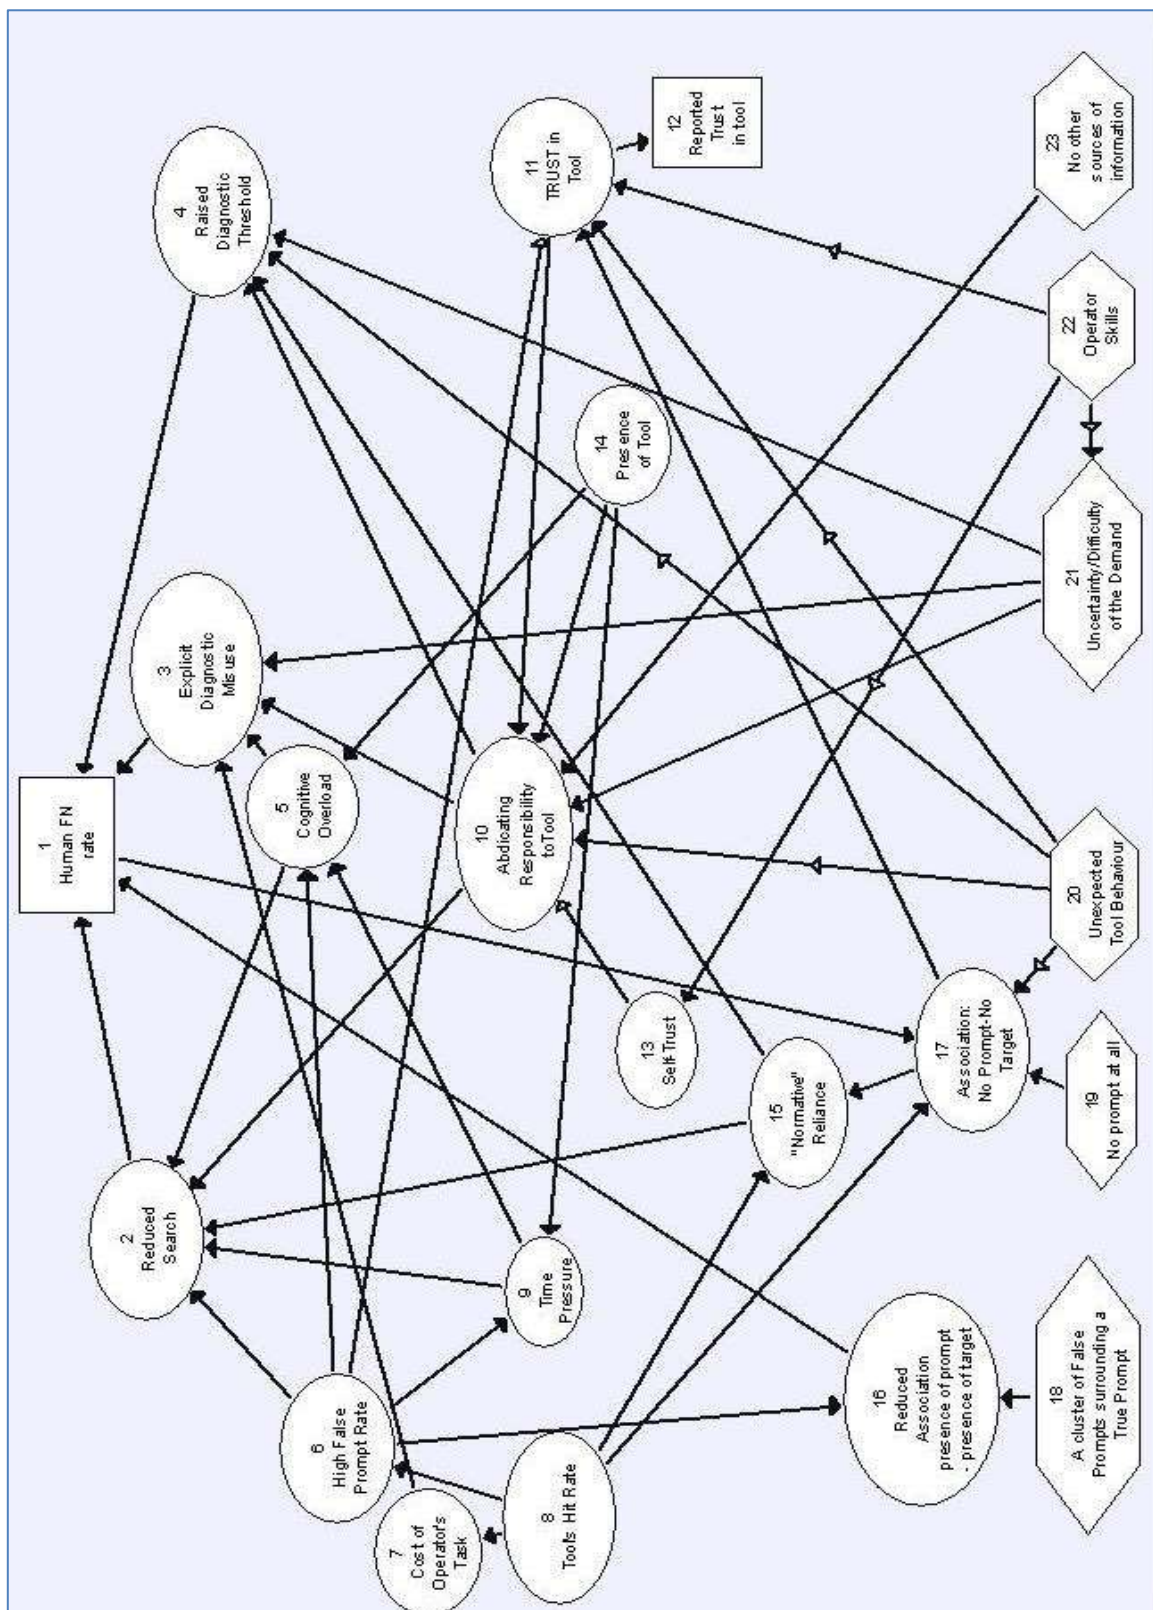 1
Human FN
rate
2
Reduced
Search
3
Explicit
Diagnostic
Misuse
4
Raised
Diagnostic
Threshold
5
Cognitive
Overload
6
High False
Prompt Rate
7
Cost of
Operator's
Task
8
Tool's Hit Rate
9
Time
Pressure
10
Abdicating
Responsibility
to Tool
11
TRUST in
Tool
12
Reported
Trust
in tool
13
Self-Trust
14
Presence
of Tool
15
"Normative"
Reliance
16
Reduced
Association
presence of prompt
- presence of target
17
Association:
No Prompt-No
Target
18
A cluster of False
Prompts surrounding a
True Prompt
19
No prompt at all
20
Unexpected
Tool Behaviour
21
Uncertainty/Difficulty
of the Demand
22
Operator
Skills
23
No other
sources of
information